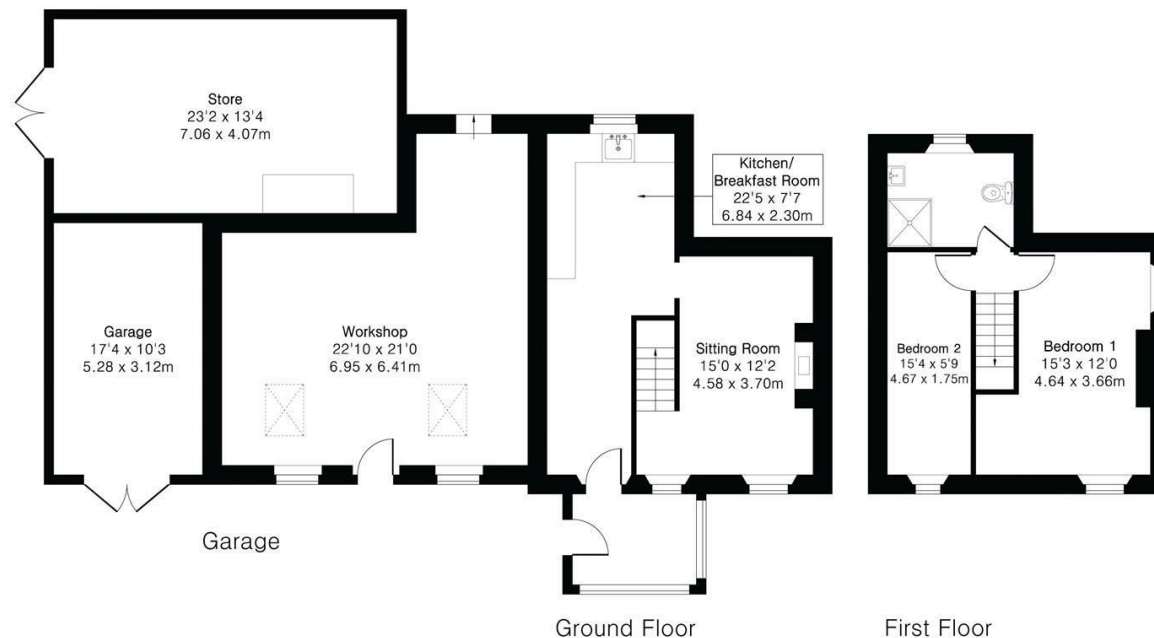 Store
23'2 x 13'4
7.06 x 4.07m
Kitchen/
Breakfast Room
22'5 x 7'7
6.84 x 2.30m
Garage
17'4 x 10'3
5.28 x 3.12m
Workshop
22'10 x 21'0
6.95 x 6.41m
Sitting Room
15'0 x 12'2
4.58 x 3.70m
Bedroom 2
15'4 x 5'9
4.67 x 1.75m
Bedroom 1
15'3 x 12'0
4.64 x 3.66m
Garage
Ground Floor
First Floor